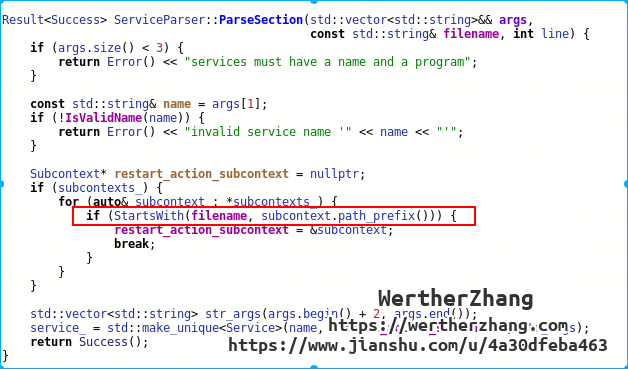 Result<Success> ServiceParser::ParseSection(std::vector<std::string>&& args,
const std::string& filename, int line) {
if (args.size() < 3) {
return Error() << "services must have a name and a program";
}
const std::string& name = args[1];
if (!IsValidName(name)) {
return Error() << "invalid service name '" << name << "'";
}
Subcontext* restart_action_subcontext = nullptr;
if (subcontexts_) {
for (auto& subcontext : *subcontexts_) {
if (StartsWith(filename, subcontext.path_prefix())) {
restart_action_subcontext = &subcontext;
break;
}
}
}
std::vector<std::string> str_args(args.begin() + 2, args.end());
WertherZhang
service_ = std::make_unique<Service>(name,
https://wertherzhang.com
return Success();
https://www.jianshu.com/u/4a30dfeba463
}